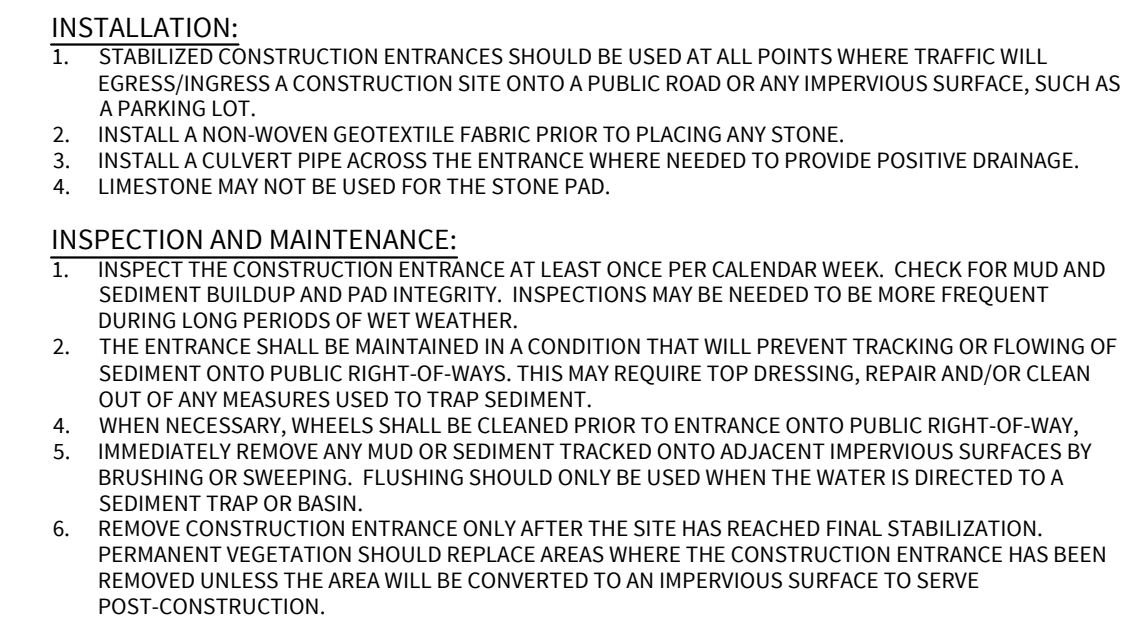 INSTALLATION:
1. STABILIZED CONSTRUCTION ENTRANCES SHOULD BE USED AT ALL POINTS WHERE TRAFFIC WILL
EGRESS/INGRESS A CONSTRUCTION SITE ONTO A PUBLIC ROAD OR ANY IMPERVIOUS SURFACE, SUCH AS
A PARKING LOT.
2. INSTALL A NON-WOVEN GEOTEXTILE FABRIC PRIOR TO PLACING ANY STONE.
3. INSTALL A CULVERT PIPE ACROSS THE ENTRANCE WHERE NEEDED TO PROVIDE POSITIVE DRAINAGE.
4. LIMESTONE MAY NOT BE USED FOR THE STONE PAD.
INSPECTION AND MAINTENANCE:
1. INSPECT THE CONSTRUCTION ENTRANCE AT LEAST ONCE PER CALENDAR WEEK. CHECK FOR MUD AND
SEDIMENT BUILDUP AND PAD INTEGRITY. INSPECTIONS MAY BE NEEDED TO BE MORE FREQUENT
DURING LONG PERIODS OF WET WEATHER.
2. THE ENTRANCE SHALL BE MAINTAINED IN A CONDITION THAT WILL PREVENT TRACKING OR FLOWING OF
SEDIMENT ONTO PUBLIC RIGHT-OF-WAYS. THIS MAY REQUIRE TOP DRESSING, REPAIR AND/OR CLEAN
OUT OF ANY MEASURES USED TO TRAP SEDIMENT.
4. WHEN NECESSARY, WHEELS SHALL BE CLEANED PRIOR TO ENTRANCE ONTO PUBLIC RIGHT-OF-WAY,
5. IMMEDIATELY REMOVE ANY MUD OR SEDIMENT TRACKED ONTO ADJACENT IMPERVIOUS SURFACES BY
BRUSHING OR SWEEPING. FLUSHING SHOULD ONLY BE USED WHEN THE WATER IS DIRECTED TO A
SEDIMENT TRAP OR BASIN.
6. REMOVE CONSTRUCTION ENTRANCE ONLY AFTER THE SITE HAS REACHED FINAL STABILIZATION.
PERMANENT VEGETATION SHOULD REPLACE AREAS WHERE THE CONSTRUCTION ENTRANCE HAS BEEN
REMOVED UNLESS THE AREA WILL BE CONVERTED TO AN IMPERVIOUS SURFACE TO SERVE
POST-CONSTRUCTION.